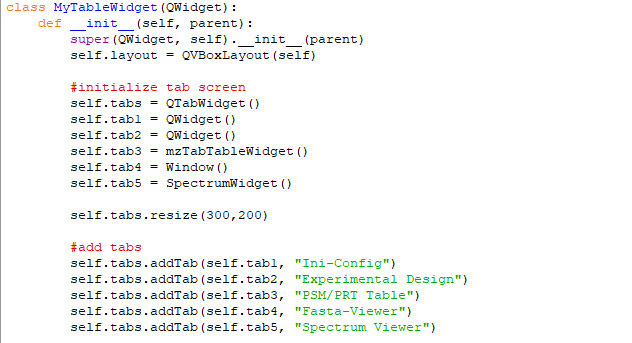 class MyTableWidget(QWidget):
    def __init__(self, parent):
        super(QWidget, self).__init__(parent)
        self.layout = QVBoxLayout(self)

        #initialize tab screen
        self.tabs = QTabWidget()
        self.tab1 = QWidget()
        self.tab2 = QWidget()
        self.tab3 = mzTabTableWidget()
        self.tab4 = Window()
        self.tab5 = SpectrumWidget()

        self.tabs.resize(300,200)

        #add tabs
        self.tabs.addTab(self.tab1, "Ini-Config")
        self.tabs.addTab(self.tab2, "Experimental Design")
        self.tabs.addTab(self.tab3, "PSM/PRT Table")
        self.tabs.addTab(self.tab4, "Fasta-Viewer")
        self.tabs.addTab(self.tab5, "Spectrum Viewer")